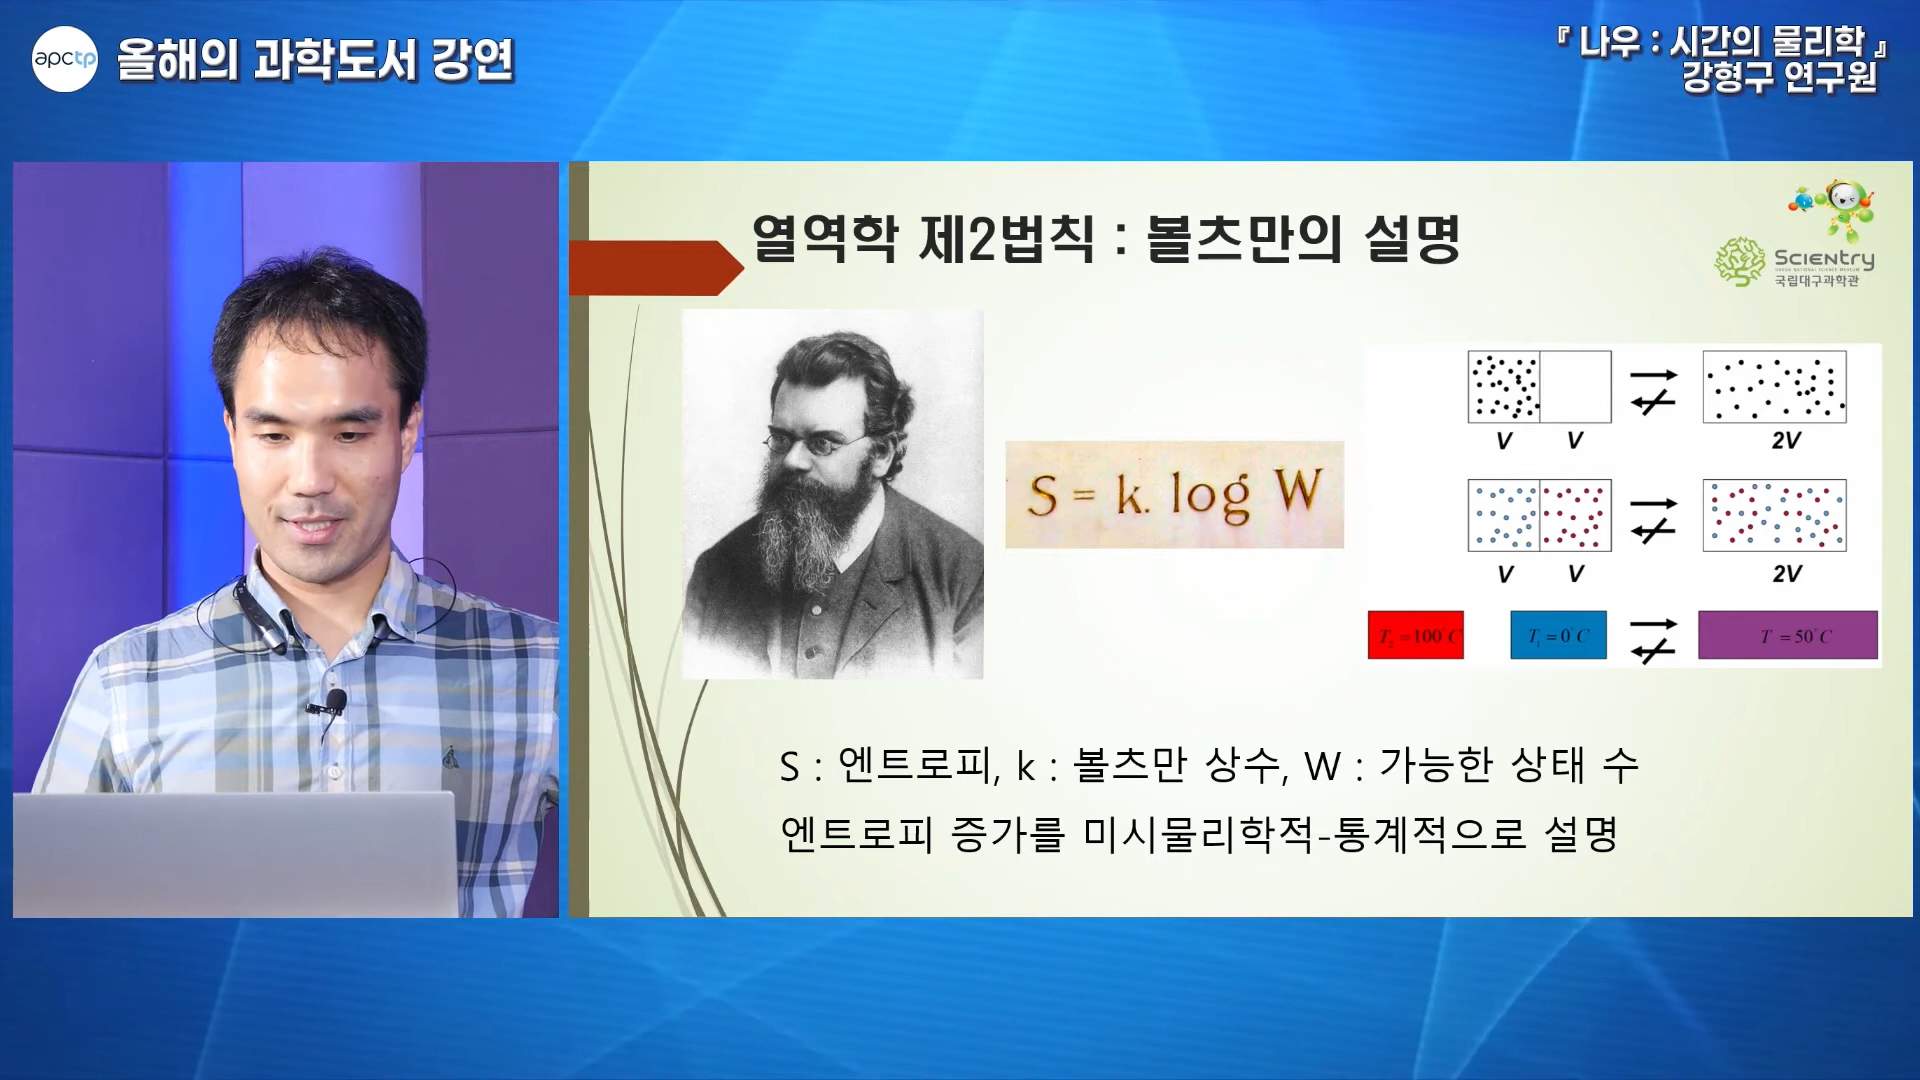 apctp 올해의 과학도서 강연
『 나우 : 시간의 물리학 』
강형구 연구원
열역학 제2법칙 : 볼츠만의 설명
Scientry
국립대구과학관
S = k. log W
V V 2V
V V 2V
T₂ = 100°C T₁ = 0°C T = 50°C
S : 엔트로피, k : 볼츠만 상수, W : 가능한 상태 수
엔트로피 증가를 미시물리학적-통계적으로 설명